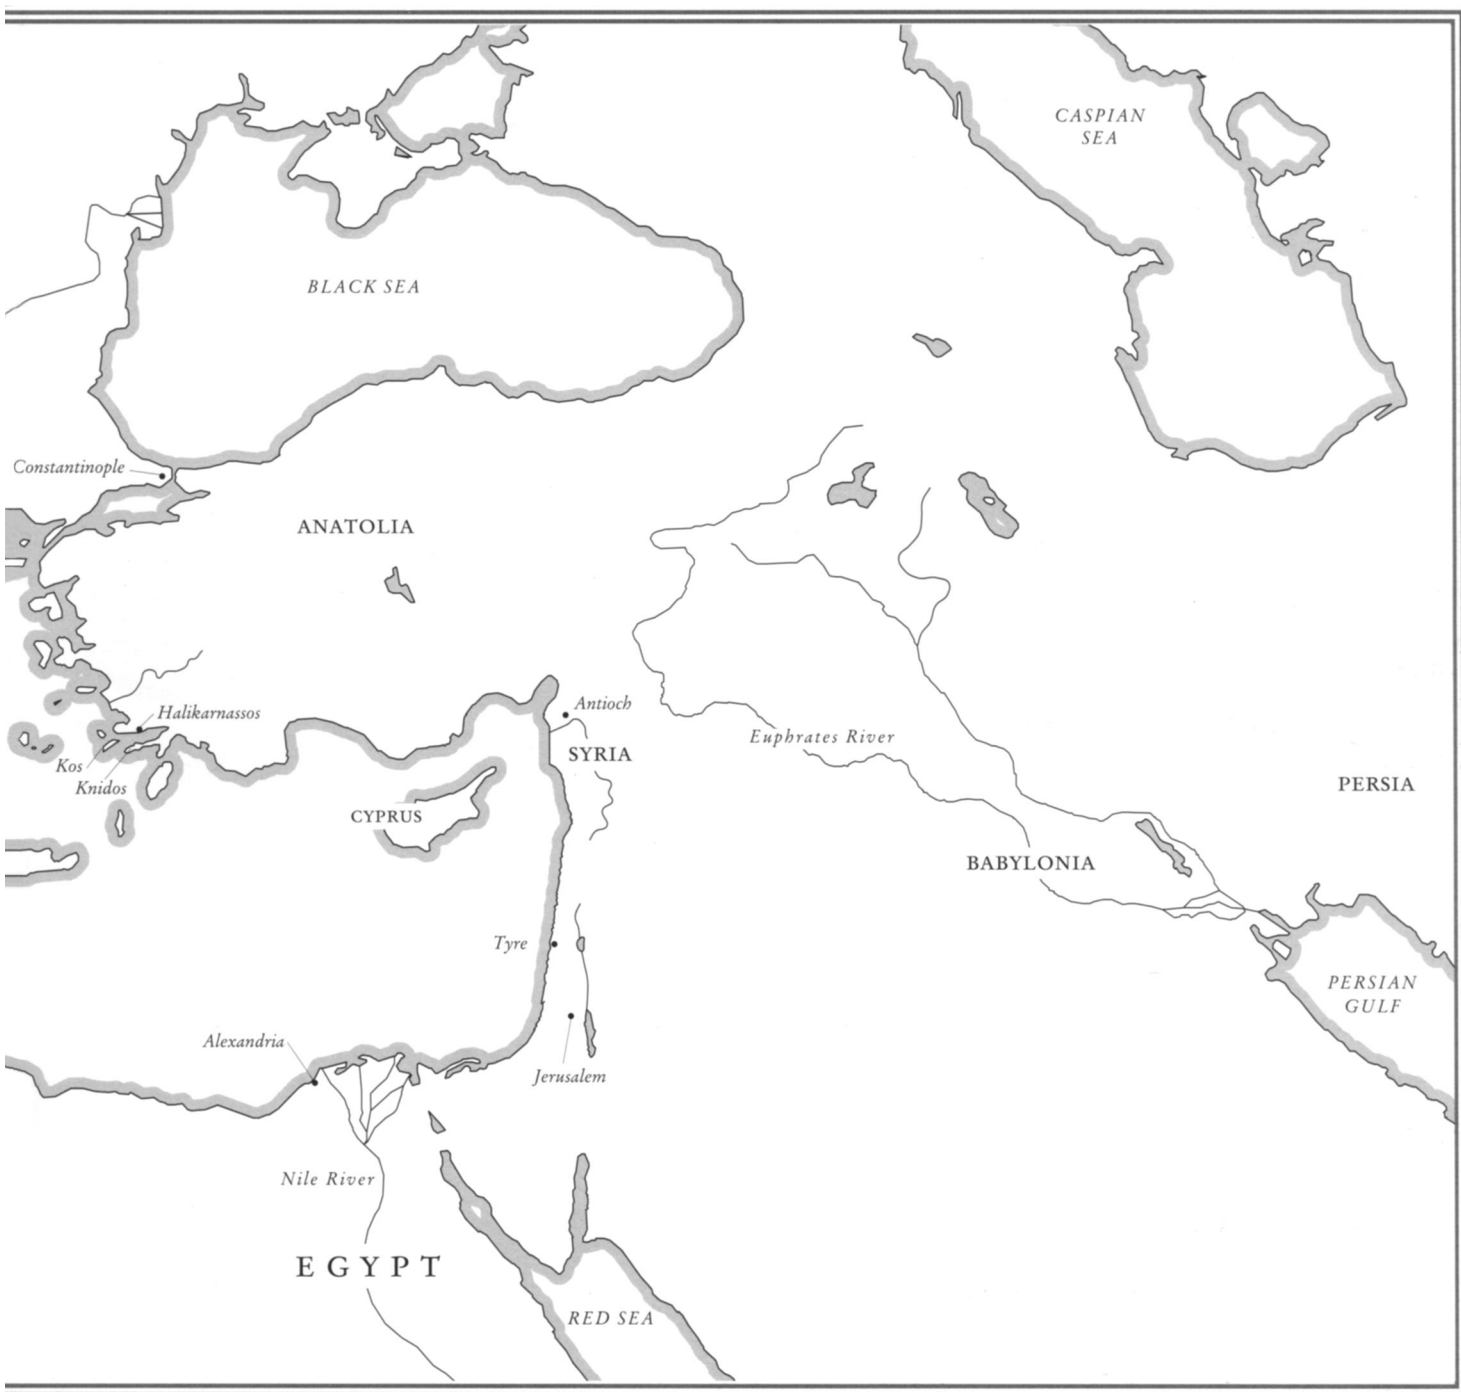 CASPIAN
SEA
BLACK SEA
Constantinople
ANATOLIA
Antioch
Halikarnassos
Euphrates River
SYRIA
Kos
Knidos
PERSIA
CYPRUS
BABYLONIA
Tyre
PERSIAN
GULF
Alexandria
Jerusalem
Nile River
EGYPT
RED SEA